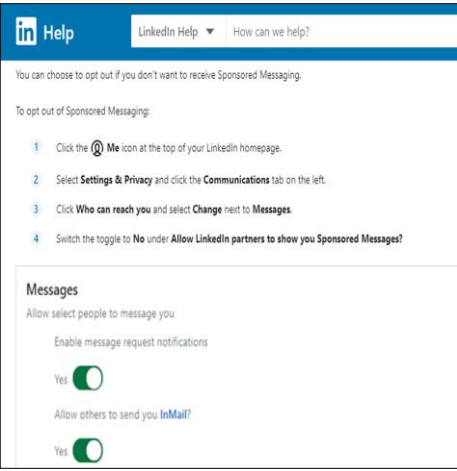 in Help LinkedIn Help ▼ How can we help?
You can choose to opt out if you don't want to receive Sponsored Messaging.
To opt out of Sponsored Messaging:
1 Click the Me icon at the top of your LinkedIn homepage.
2 Select Settings & Privacy and click the Communications tab on the left.
3 Click Who can reach you and select Change next to Messages.
4 Switch the toggle to No under Allow LinkedIn partners to show you Sponsored Messages?
Messages
Allow select people to message you
Enable message request notifications
Yes
Allow others to send you InMail?
Yes